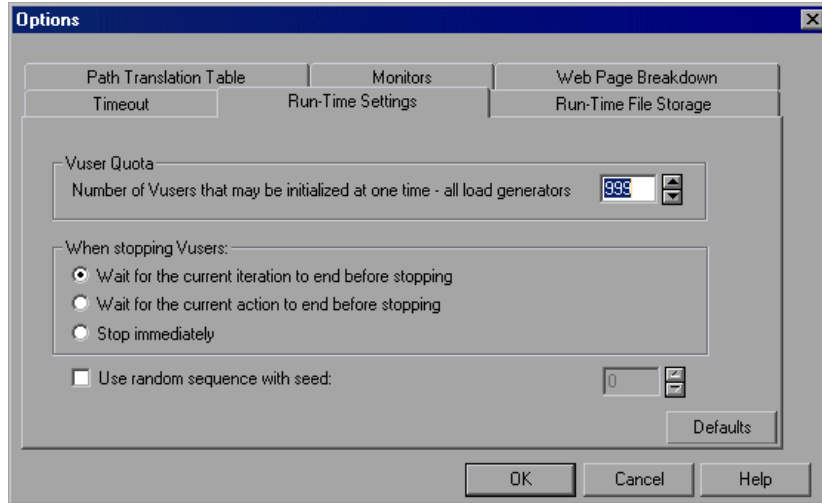 Options
Path Translation Table Monitors Web Page Breakdown
Timeout Run-Time Settings Run-Time File Storage
Vuser Quota
Number of Vusers that may be initialized at one time - all load generators 999
When stopping Vusers:
Wait for the current iteration to end before stopping
Wait for the current action to end before stopping
Stop immediately
Use random sequence with seed: 0
Defaults
OK Cancel Help